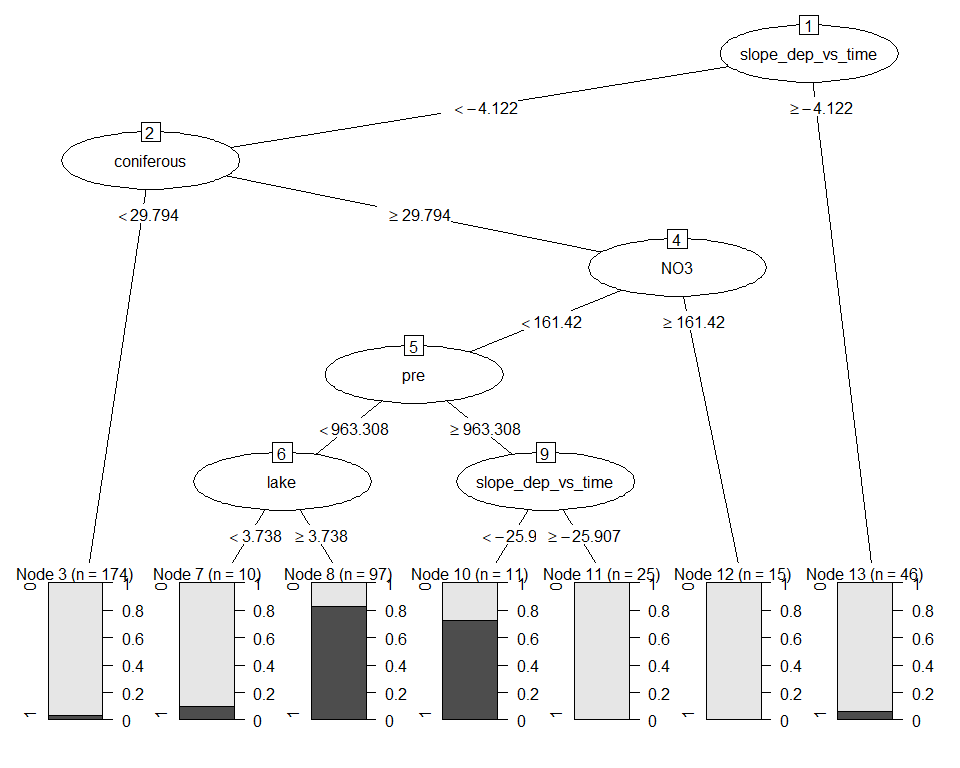 1
slope_dep_vs_time
< −4.122
≥ −4.122
2
coniferous
< 29.794
≥ 29.794
4
NO3
< 161.42
≥ 161.42
5
pre
< 963.308
≥ 963.308
6
lake
9
slope_dep_vs_time
< 3.738
≥ 3.738
< −25.9
≥ −25.907
Node 3 (n = 174)
Node 7 (n = 10)
Node 8 (n = 97)
Node 10 (n = 11)
Node 11 (n = 25)
Node 12 (n = 15)
Node 13 (n = 46)
0 1 0 1 0 1 0 1 0 1 0 1 0 1
0.8 0.8 0.8 0.8 0.8 0.8 0.8
0.6 0.6 0.6 0.6 0.6 0.6 0.6
0.4 0.4 0.4 0.4 0.4 0.4 0.4
0.2 0.2 0.2 0.2 0.2 0.2 0.2
1 0 1 0 1 0 1 0 1 0 1 0 1 0